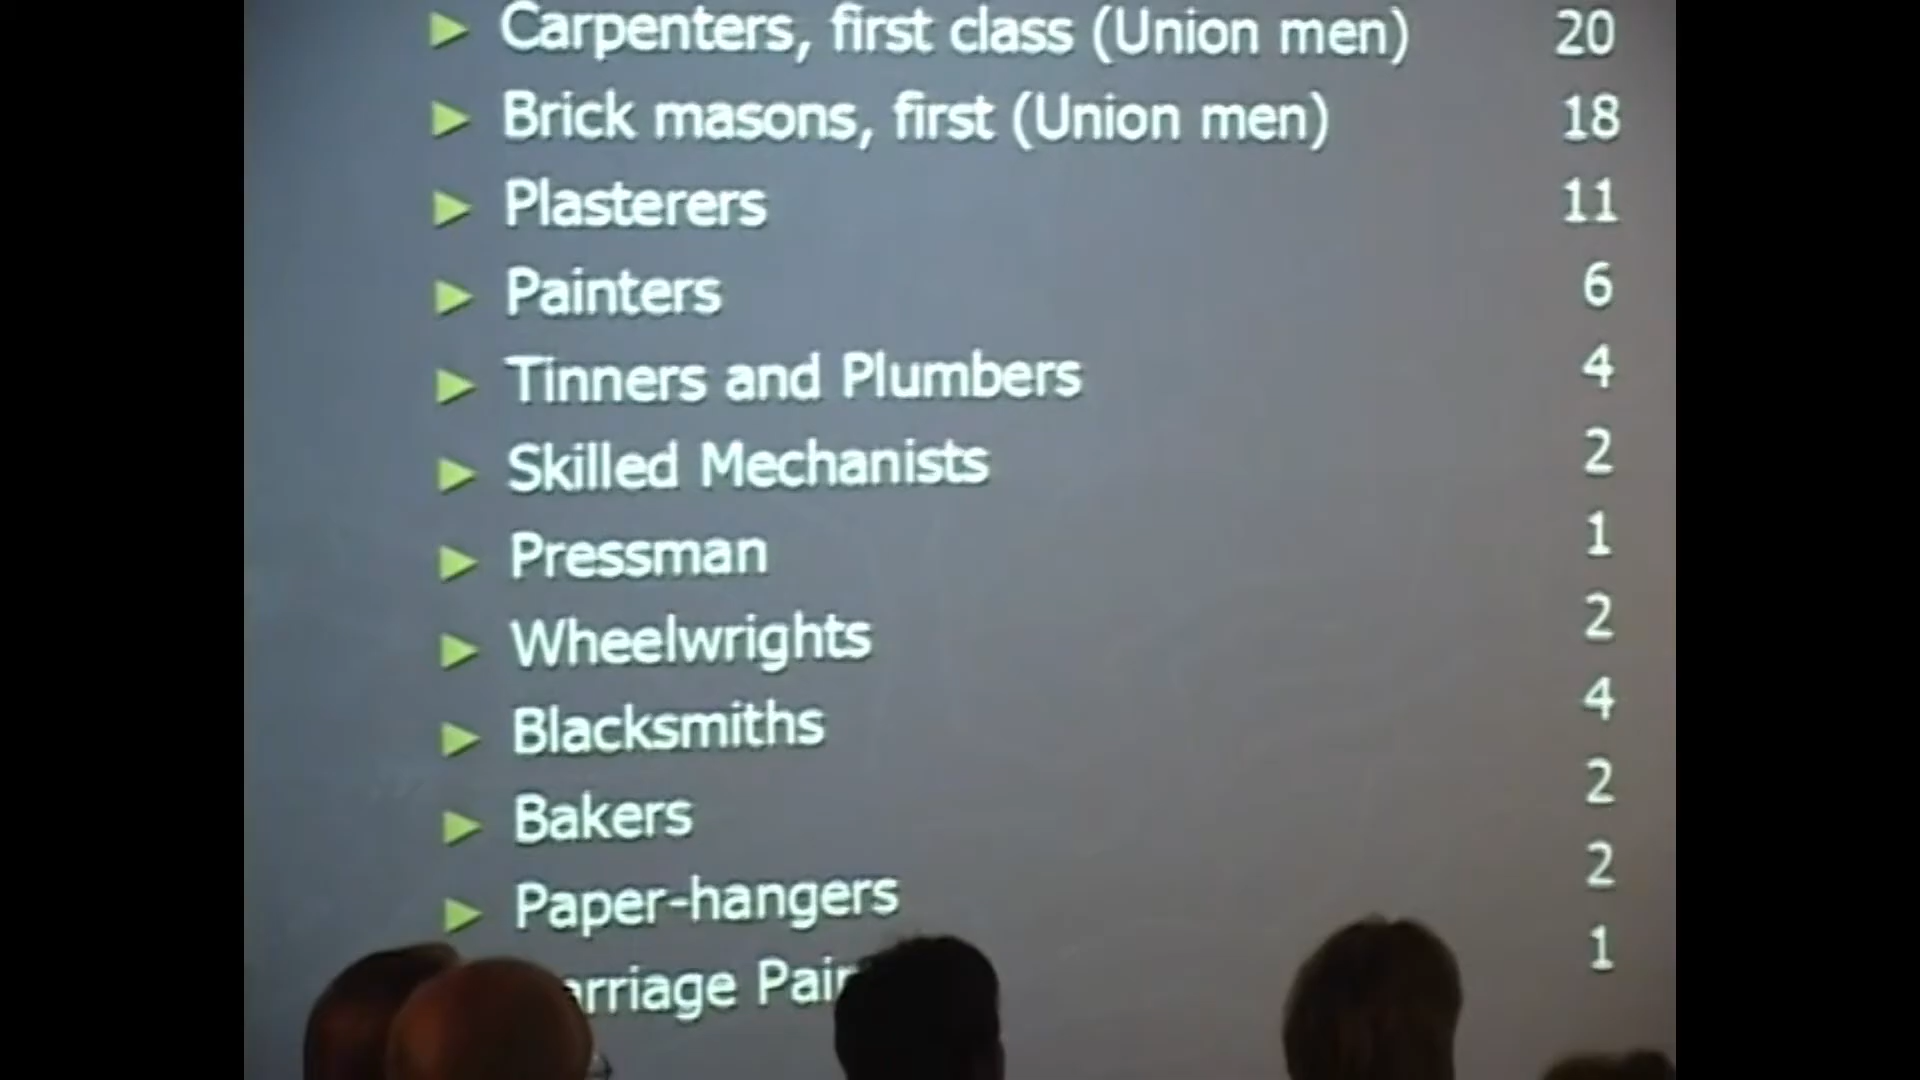 Carpenters, first class (Union men) 20
Brick masons, first (Union men) 18
Plasterers 11
Painters 6
Tinners and Plumbers 4
Skilled Mechanists 2
Pressman 1
Wheelwrights 2
Blacksmiths 4
Bakers 2
Paper-hangers 2
1